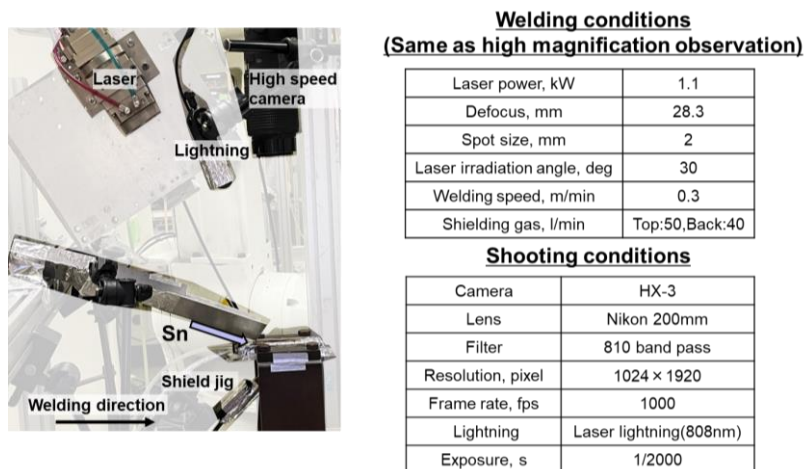 Laser
High speed
camera
Lightning
Sn
Shield jig
Welding direction
Welding conditions
(Same as high magnification observation)
Laser power, kW 1.1
Defocus, mm 28.3
Spot size, mm 2
Laser irradiation angle, deg 30
Welding speed, m/min 0.3
Shielding gas, l/min Top:50,Back:40
Shooting conditions
Camera HX-3
Lens Nikon 200mm
Filter 810 band pass
Resolution, pixel 1024 × 1920
Frame rate, fps 1000
Lightning Laser lightning(808nm)
Exposure, s 1/2000